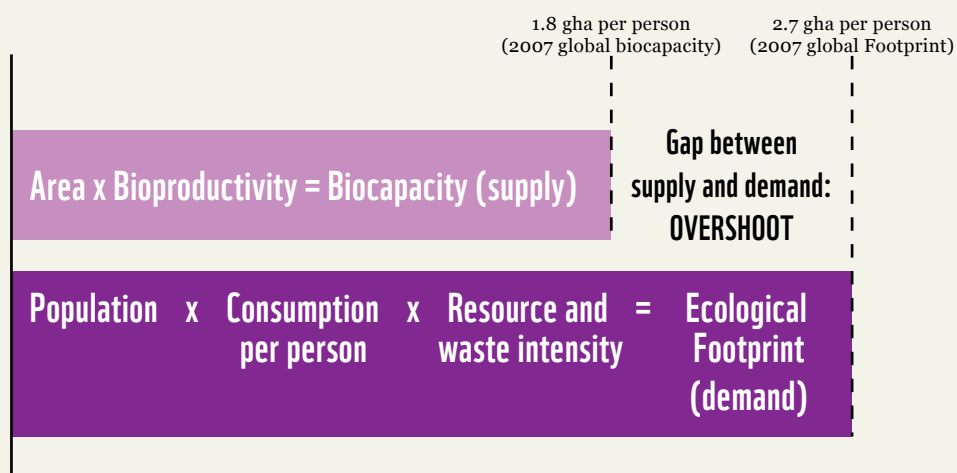 1.8 gha per person
(2007 global biocapacity)
2.7 gha per person
(2007 global Footprint)
Area x Bioproductivity = Biocapacity (supply)
Gap between
supply and demand:
OVERSHOOT
Population x Consumption x Resource and = Ecological
per person waste intensity Footprint
(demand)